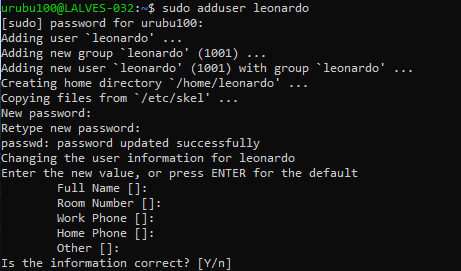 urubu100@LALVES-032:~$ sudo adduser leonardo
[sudo] password for urubu100:
Adding user `leonardo' ...
Adding new group `leonardo' (1001) ...
Adding new user `leonardo' (1001) with group `leonardo' ...
Creating home directory `/home/leonardo' ...
Copying files from `/etc/skel' ...
New password:
Retype new password:
passwd: password updated successfully
Changing the user information for leonardo
Enter the new value, or press ENTER for the default
        Full Name []:
        Room Number []:
        Work Phone []:
        Home Phone []:
        Other []:
Is the information correct? [Y/n]